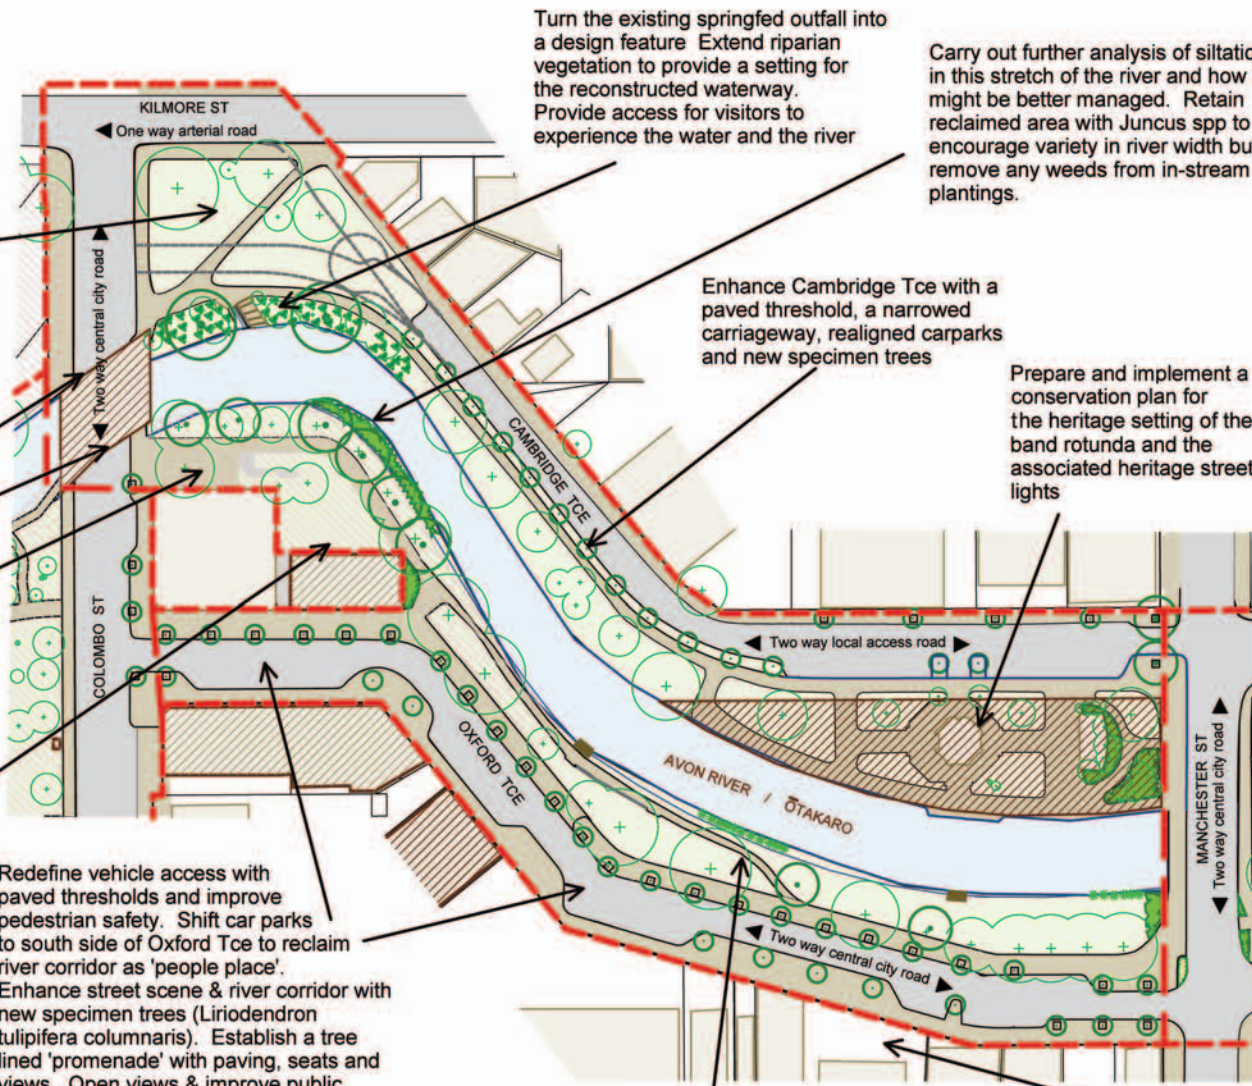 Turn the existing springfed outfall into
a design feature Extend riparian
vegetation to provide a setting for
the reconstructed waterway.
Provide access for visitors to
experience the water and the river
Carry out further analysis of siltatio
in this stretch of the river and how
might be better managed. Retain
reclaimed area with Juncus spp to
encourage variety in river width bu
remove any weeds from in-stream
plantings.
KILMORE ST
One way arterial road
Two way central city road
Enhance Cambridge Tce with a
paved threshold, a narrowed
carriageway, realigned carparks
and new specimen trees
Prepare and implement a
conservation plan for
the heritage setting of the
band rotunda and the
associated heritage street
lights
CAMBRIDGE TCE
COLOMBO ST
Two way local access road
OXFORD TCE
AVON RIVER / ŌTAKARO
MANCHESTER ST
Two way central city road
Two way central city road
Redefine vehicle access with
paved thresholds and improve
pedestrian safety. Shift car parks
to south side of Oxford Tce to reclaim
river corridor as 'people place'.
Enhance street scene & river corridor with
new specimen trees (Liriodendron
tulipifera columnaris). Establish a tree
lined 'promenade' with paving, seats and
views. Open views & improve public